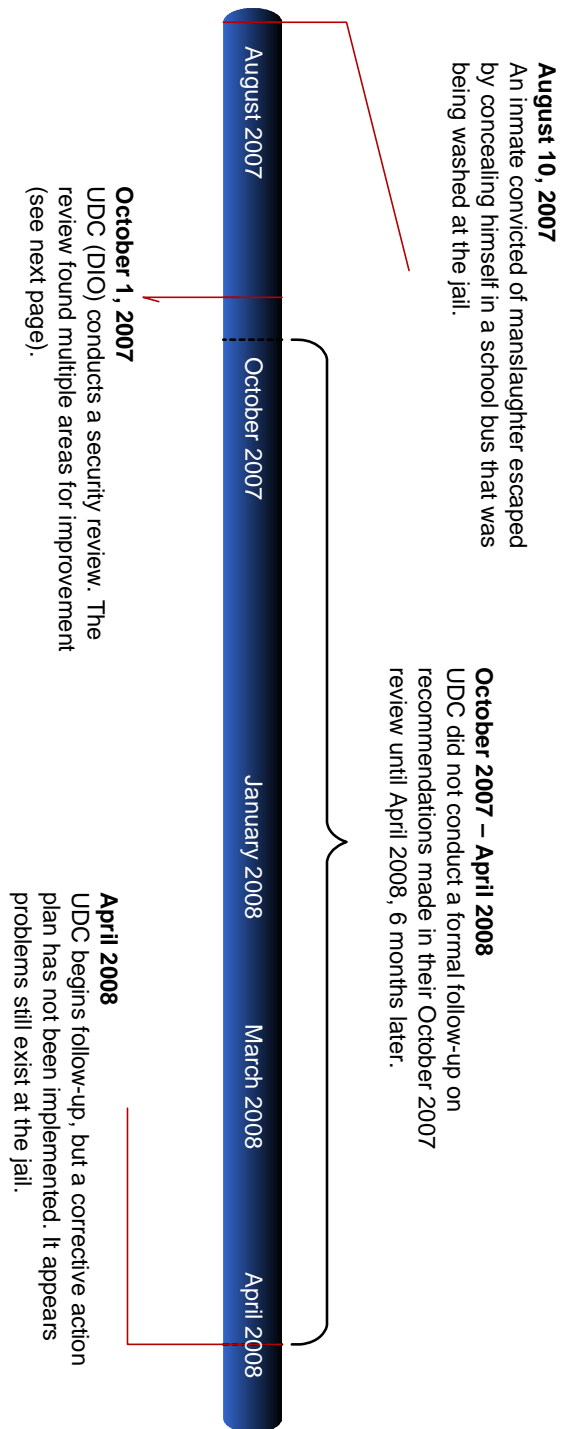 August 10, 2007
An inmate convicted of manslaughter escaped
by concealing himself in a school bus that was
being washed at the jail.
October 2007 – April 2008
UDC did not conduct a formal follow-up on
recommendations made in their October 2007
review until April 2008, 6 months later.
August 2007
October 2007
January 2008
March 2008
April 2008
October 1, 2007
UDC (DIO) conducts a security review. The
review found multiple areas for improvement
(see next page).
April 2008
UDC begins follow-up, but a corrective action
plan has not been implemented. It appears
problems still exist at the jail.